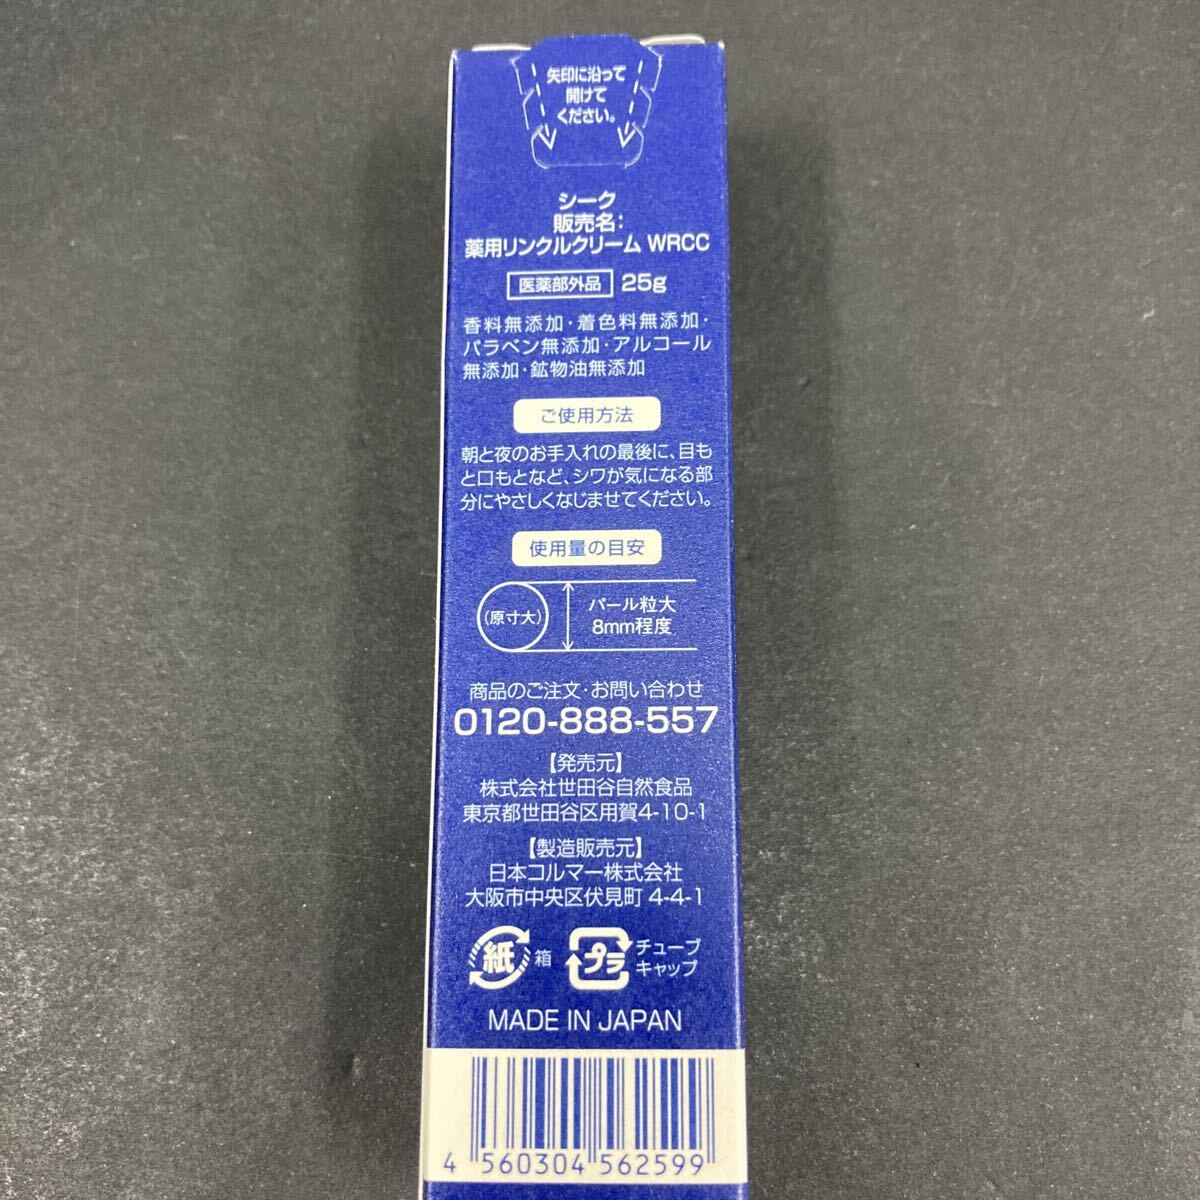 矢印に沿って
開けて
ください。
シーク
販売名:
薬用リンクルクリーム WRCC
医薬部外品 25g
香料無添加・着色料無添加・
パラベン無添加・アルコール
無添加・鉱物油無添加
ご使用方法
朝と夜のお手入れの最後に、目も
と口もとなど、シワが気になる部
分にやさしくなじませてください。
使用量の目安
(原寸大)
パール粒大
8mm程度
商品のご注文・お問い合わせ
0120-888-557
【発売元】
株式会社世田谷自然食品
東京都世田谷区用賀4-10-1
【製造販売元】
日本コルマー株式会社
大阪市中央区伏見町 4-4-1
紙 箱
プラ チューブ
キャップ
MADE IN JAPAN
4 560304 562599